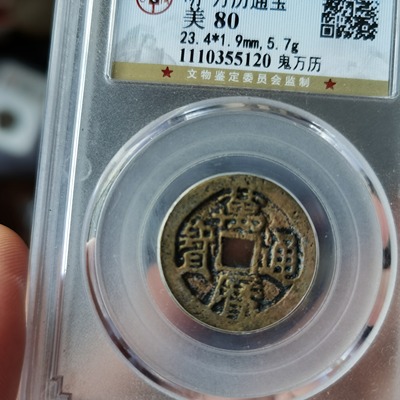 明 万历通宝
美 80
23.4*1.9mm,5.7g
1110355120 鬼万历
★ 文物鉴定委员会监制 ★
萬曆通寶